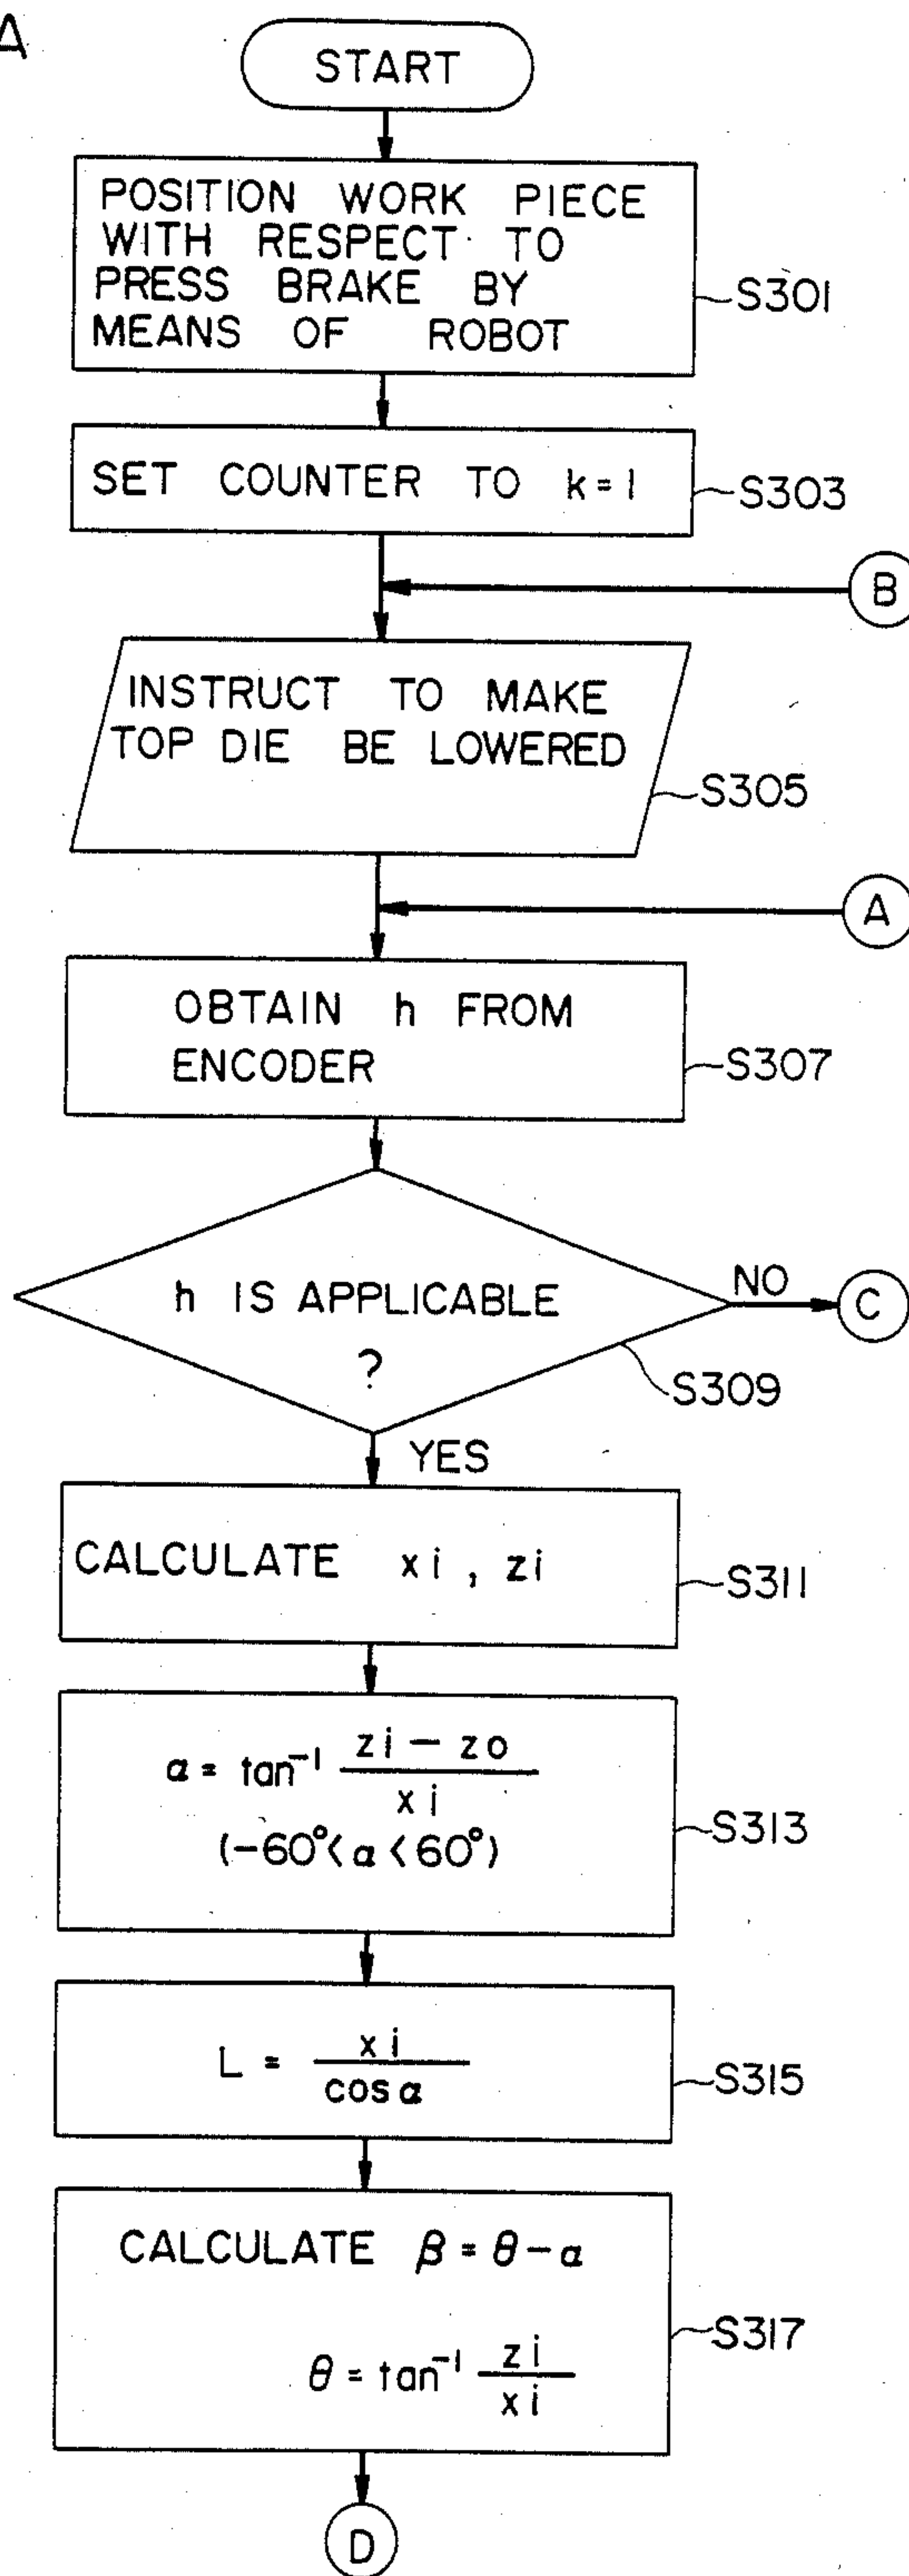 A
START
POSITION WORK PIECE
WITH RESPECT TO
PRESS BRAKE BY
MEANS OF ROBOT
S301
SET COUNTER TO k=1
S303
B
INSTRUCT TO MAKE
TOP DIE BE LOWERED
S305
A
OBTAIN h FROM
ENCODER
S307
h IS APPLICABLE
?
NO
C
S309
YES
CALCULATE xi, zi
S311
α = tan⁻¹ (zi - zo) / xi
(-60° < α < 60°)
S313
L = xi / cos α
S315
CALCULATE β = θ - α
θ = tan⁻¹ zi / xi
S317
D